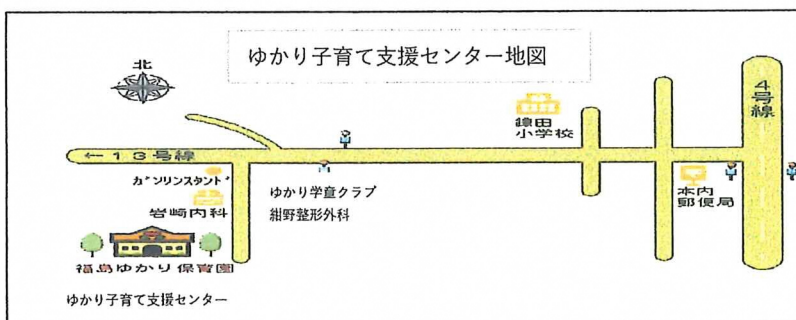 ゆかり子育て支援センター地図
北
4号線
鎌田
小学校
←13号線
ガソリンスタンド
岩崎内科
ゆかり学童クラブ
紺野整形外科
本内
郵便局
福島ゆかり保育園
ゆかり子育て支援センター